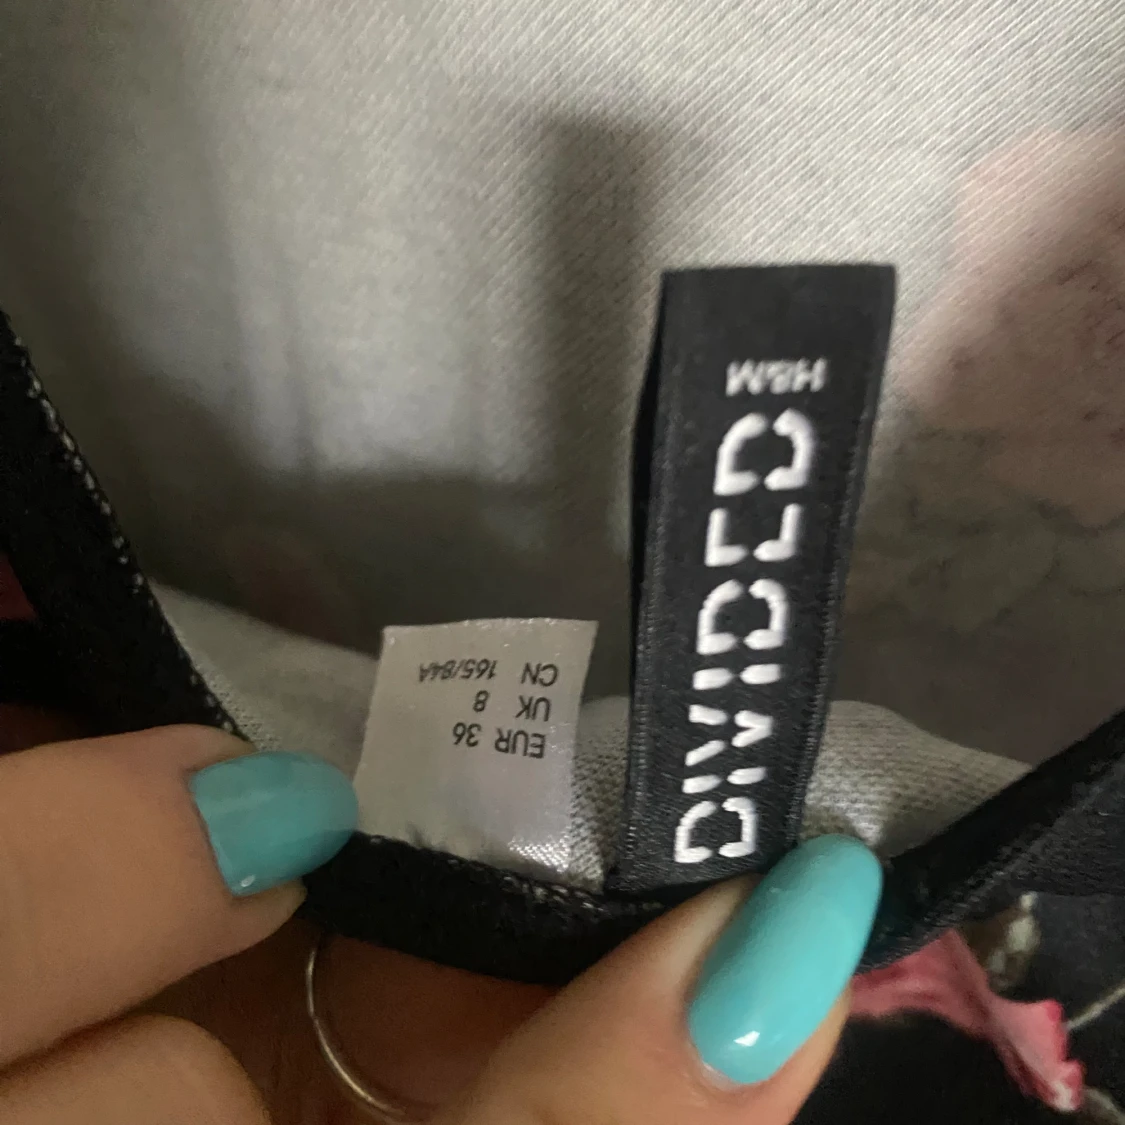 DIVIDED
H&M
EUR 36
UK 8
CN 165/84A